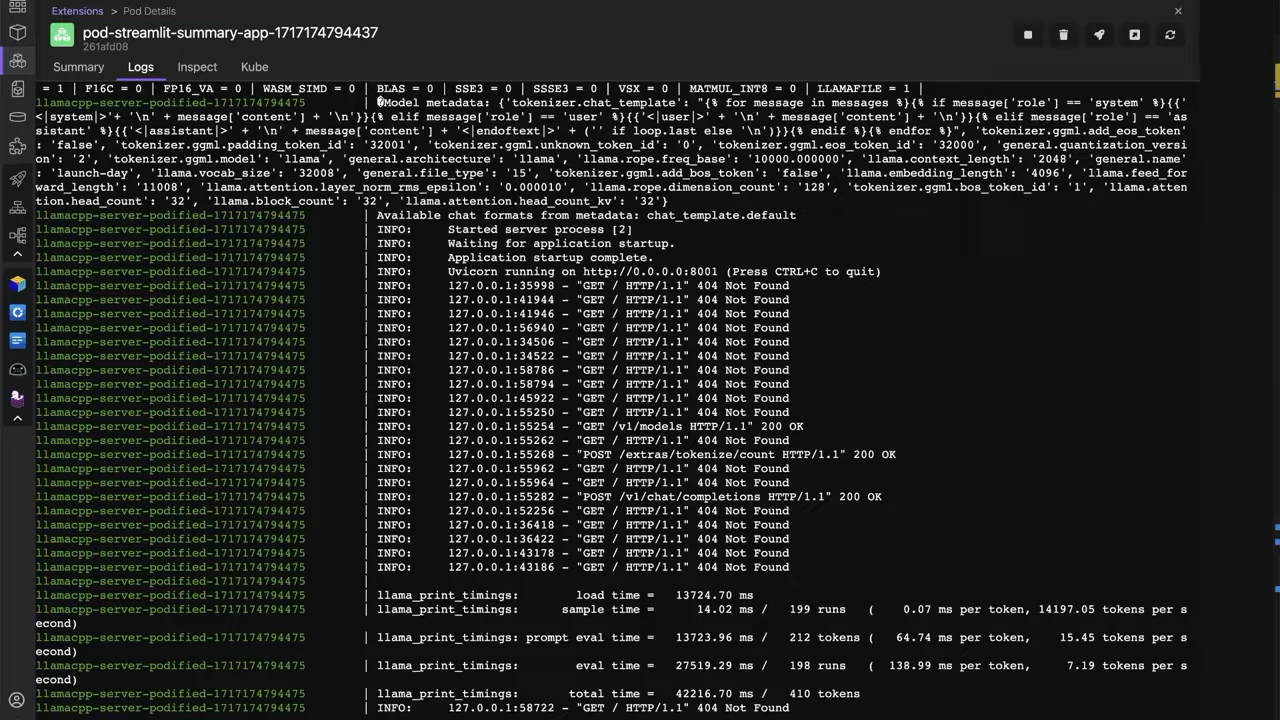 Extensions > Pod Details
pod-streamlit-summary-app-1717174794437
261afd08
Summary Logs Inspect Kube
= 1 | F16C = 0 | FP16_VA = 0 | WASM_SIMD = 0 | BLAS = 0 | SSE3 = 0 | SSSE3 = 0 | VSX = 0 | MATMUL_INT8 = 0 | LLAMAFILE = 1 |
llamacpp-server-podified-1717174794475 | �Model metadata: {'tokenizer.chat_template': "{% for message in messages %}{% if message['role'] == 'system' %}{{'
<|system|>'+ '\n' + message['content'] + '\n'}}{% elif message['role'] == 'user' %}{{'<|user|>' + '\n' + message['content'] + '\n'}}{% elif message['role'] == 'as
sistant' %}{{'<|assistant|>' + '\n' + message['content'] + '<|endoftext|>' + ('' if loop.last else '\n')}}{% endif %}{% endfor %}", 'tokenizer.ggml.add_eos_token'
: 'false', 'tokenizer.ggml.padding_token_id': '32001', 'tokenizer.ggml.unknown_token_id': '0', 'tokenizer.ggml.eos_token_id': '32000', 'general.quantization_versi
on': '2', 'tokenizer.ggml.model': 'llama', 'general.architecture': 'llama', 'llama.rope.freq_base': '10000.000000', 'llama.context_length': '2048', 'general.name'
: 'launch-day', 'llama.vocab_size': '32008', 'general.file_type': '15', 'tokenizer.ggml.add_bos_token': 'false', 'llama.embedding_length': '4096', 'llama.feed_for
ward_length': '11008', 'llama.attention.layer_norm_rms_epsilon': '0.000010', 'llama.rope.dimension_count': '128', 'tokenizer.ggml.bos_token_id': '1', 'llama.atten
tion.head_count': '32', 'llama.block_count': '32', 'llama.attention.head_count_kv': '32'}
llamacpp-server-podified-1717174794475 | Available chat formats from metadata: chat_template.default
llamacpp-server-podified-1717174794475 | INFO: Started server process [2]
llamacpp-server-podified-1717174794475 | INFO: Waiting for application startup.
llamacpp-server-podified-1717174794475 | INFO: Application startup complete.
llamacpp-server-podified-1717174794475 | INFO: Uvicorn running on http://0.0.0.0:8001 (Press CTRL+C to quit)
llamacpp-server-podified-1717174794475 | INFO: 127.0.0.1:35998 - "GET / HTTP/1.1" 404 Not Found
llamacpp-server-podified-1717174794475 | INFO: 127.0.0.1:41944 - "GET / HTTP/1.1" 404 Not Found
llamacpp-server-podified-1717174794475 | INFO: 127.0.0.1:41946 - "GET / HTTP/1.1" 404 Not Found
llamacpp-server-podified-1717174794475 | INFO: 127.0.0.1:56940 - "GET / HTTP/1.1" 404 Not Found
llamacpp-server-podified-1717174794475 | INFO: 127.0.0.1:34506 - "GET / HTTP/1.1" 404 Not Found
llamacpp-server-podified-1717174794475 | INFO: 127.0.0.1:34522 - "GET / HTTP/1.1" 404 Not Found
llamacpp-server-podified-1717174794475 | INFO: 127.0.0.1:58786 - "GET / HTTP/1.1" 404 Not Found
llamacpp-server-podified-1717174794475 | INFO: 127.0.0.1:58794 - "GET / HTTP/1.1" 404 Not Found
llamacpp-server-podified-1717174794475 | INFO: 127.0.0.1:45922 - "GET / HTTP/1.1" 404 Not Found
llamacpp-server-podified-1717174794475 | INFO: 127.0.0.1:55250 - "GET / HTTP/1.1" 404 Not Found
llamacpp-server-podified-1717174794475 | INFO: 127.0.0.1:55254 - "GET /v1/models HTTP/1.1" 200 OK
llamacpp-server-podified-1717174794475 | INFO: 127.0.0.1:55262 - "GET / HTTP/1.1" 404 Not Found
llamacpp-server-podified-1717174794475 | INFO: 127.0.0.1:55268 - "POST /extras/tokenize/count HTTP/1.1" 200 OK
llamacpp-server-podified-1717174794475 | INFO: 127.0.0.1:55962 - "GET / HTTP/1.1" 404 Not Found
llamacpp-server-podified-1717174794475 | INFO: 127.0.0.1:55964 - "GET / HTTP/1.1" 404 Not Found
llamacpp-server-podified-1717174794475 | INFO: 127.0.0.1:55282 - "POST /v1/chat/completions HTTP/1.1" 200 OK
llamacpp-server-podified-1717174794475 | INFO: 127.0.0.1:52256 - "GET / HTTP/1.1" 404 Not Found
llamacpp-server-podified-1717174794475 | INFO: 127.0.0.1:36418 - "GET / HTTP/1.1" 404 Not Found
llamacpp-server-podified-1717174794475 | INFO: 127.0.0.1:36422 - "GET / HTTP/1.1" 404 Not Found
llamacpp-server-podified-1717174794475 | INFO: 127.0.0.1:43178 - "GET / HTTP/1.1" 404 Not Found
llamacpp-server-podified-1717174794475 | INFO: 127.0.0.1:43186 - "GET / HTTP/1.1" 404 Not Found
llamacpp-server-podified-1717174794475 |
llamacpp-server-podified-1717174794475 | llama_print_timings: load time = 13724.70 ms
llamacpp-server-podified-1717174794475 | llama_print_timings: sample time = 14.02 ms / 199 runs ( 0.07 ms per token, 14197.05 tokens per s
econd)
llamacpp-server-podified-1717174794475 | llama_print_timings: prompt eval time = 13723.96 ms / 212 tokens ( 64.74 ms per token, 15.45 tokens per s
econd)
llamacpp-server-podified-1717174794475 | llama_print_timings: eval time = 27519.29 ms / 198 runs ( 138.99 ms per token, 7.19 tokens per s
econd)
llamacpp-server-podified-1717174794475 | llama_print_timings: total time = 42216.70 ms / 410 tokens
llamacpp-server-podified-1717174794475 | INFO: 127.0.0.1:58722 - "GET / HTTP/1.1" 404 Not Found